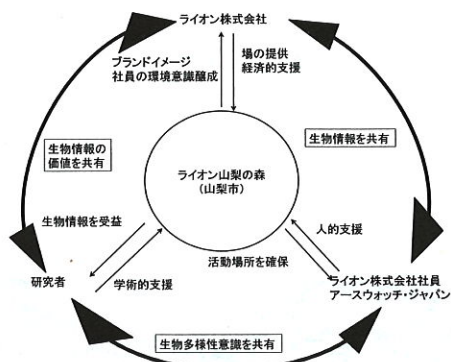 ライオン株式会社
ブランドイメージ
社員の環境意識醸成
場の提供
経済的支援
生物情報の
価値を共有
生物情報を共有
ライオン山梨の森
(山梨市)
生物情報を受益
人的支援
活動場所を確保
研究者
学術的支援
ライオン株式会社社員
アースウォッチ・ジャパン
生物多様性意識を共有